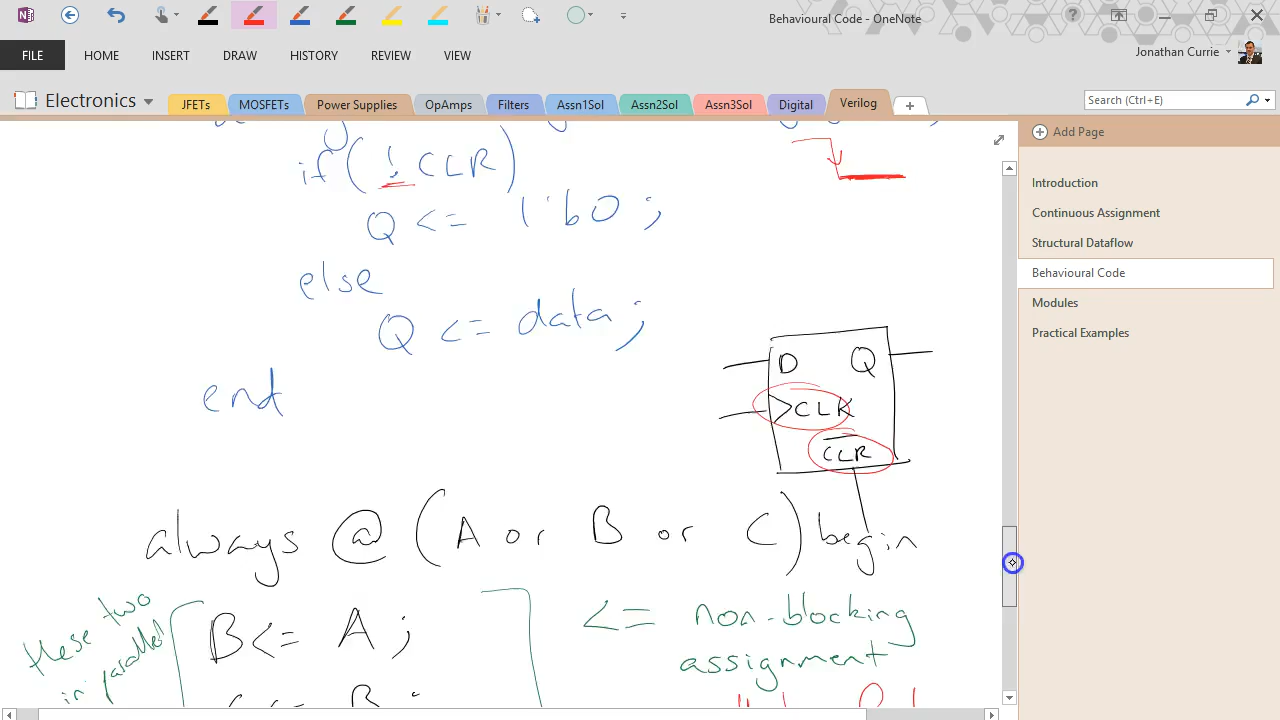 Behavioural Code - OneNote
Jonathan Currie
FILE HOME INSERT DRAW HISTORY REVIEW VIEW
Electronics JFETs MOSFETs Power Supplies OpAmps Filters Assn1Sol Assn2Sol Assn3Sol Digital Verilog
Search (Ctrl+E)
Add Page
Introduction
Continuous Assignment
Structural Dataflow
Behavioural Code
Modules
Practical Expressions
if (! CLR)
Q <= 1'b0;
else
Q <= data;
end
D Q
CLK
CLR
always @ (A or B or C) begin
these two
in parallel
B <= A;
<= non-blocking
assignment